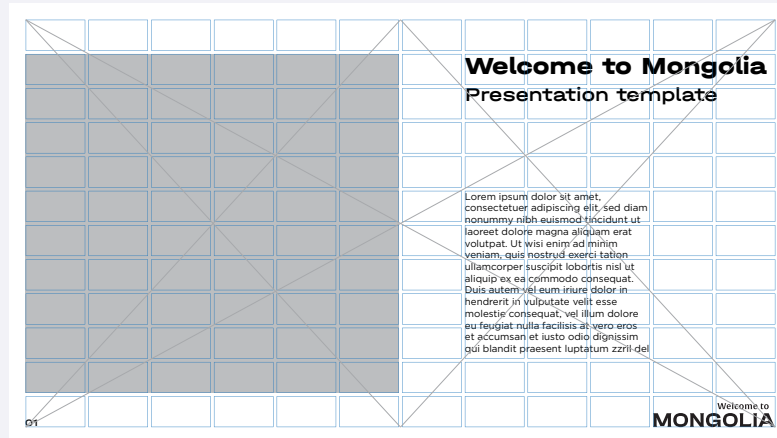 Welcome to Mongolia
Presentation template
Lorem ipsum dolor sit amet,
consectetuer adipiscing elit, sed diam
nonummy nibh euismod tincidunt ut
laoreet dolore magna aliquam erat
volutpat. Ut wisi enim ad minim
veniam, quis nostrud exerci tation
ullamcorper suscipit lobortis nisl ut
aliquip ex ea commodo consequat.
Duis autem vel eum iriure dolor in
hendrerit in vulputate velit esse
molestie consequat, vel illum dolore
eu feugiat nulla facilisis at vero eros
et accumsan et iusto odio dignissim
qui blandit praesent luptatum zzril del
01
Welcome to
MONGOLIA